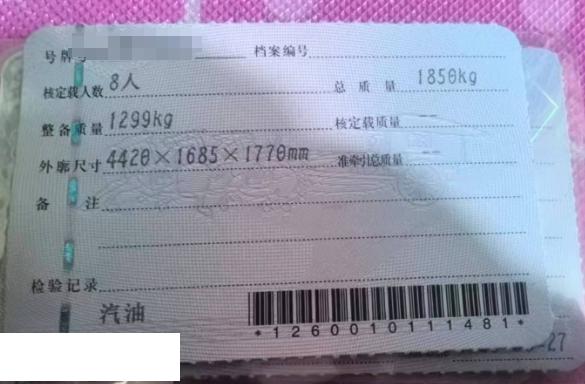 号牌号 档案编号
核定载人数 8人 总质量 1850kg
整备质量 1299kg 核定载质量 --
外廓尺寸 4420×1685×1770mm 准牵引总质量 --
备注
检验记录
汽油
*1260010111481*
-27